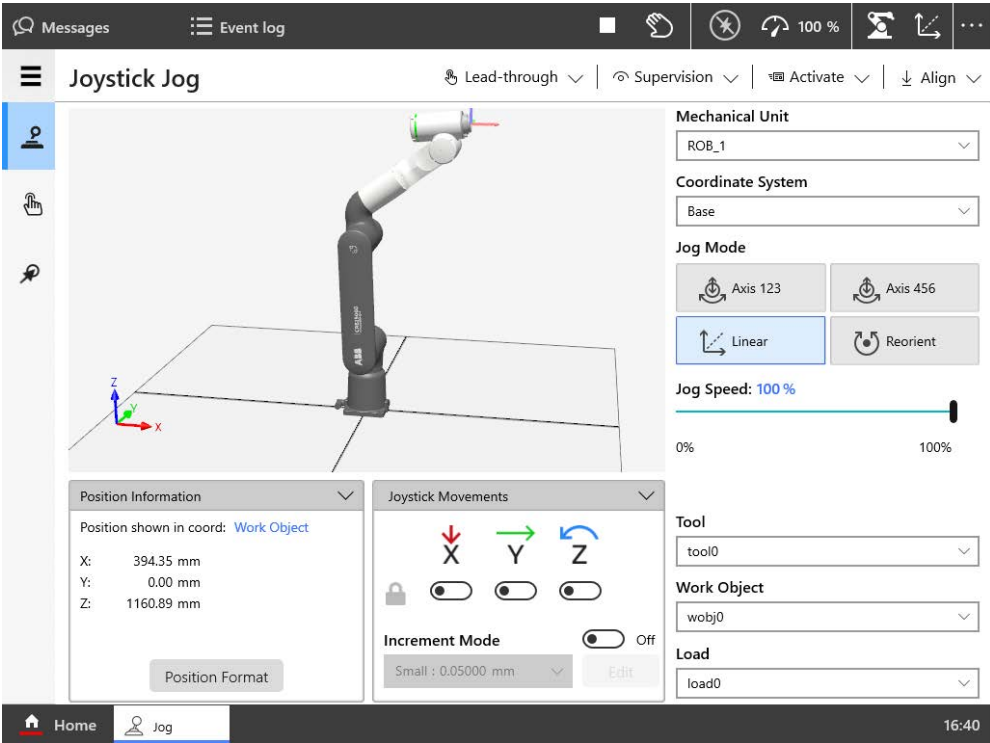 Messages
Event log
100 %
...
Joystick Jog
Lead-through
Supervision
Activate
Align
Mechanical Unit
ROB_1
Coordinate System
Base
Jog Mode
Axis 123
Axis 456
Linear
Reorient
Jog Speed: 100 %
0%
100%
ABB
Z
Y
X
Position Information
Position shown in coord: Work Object
X: 394.35 mm
Y: 0.00 mm
Z: 1160.89 mm
Position Format
Joystick Movements
X
Y
Z
Increment Mode
Off
Small : 0.05000 mm
Edit
Tool
tool0
Work Object
wobj0
Load
load0
Home
Jog
16:40